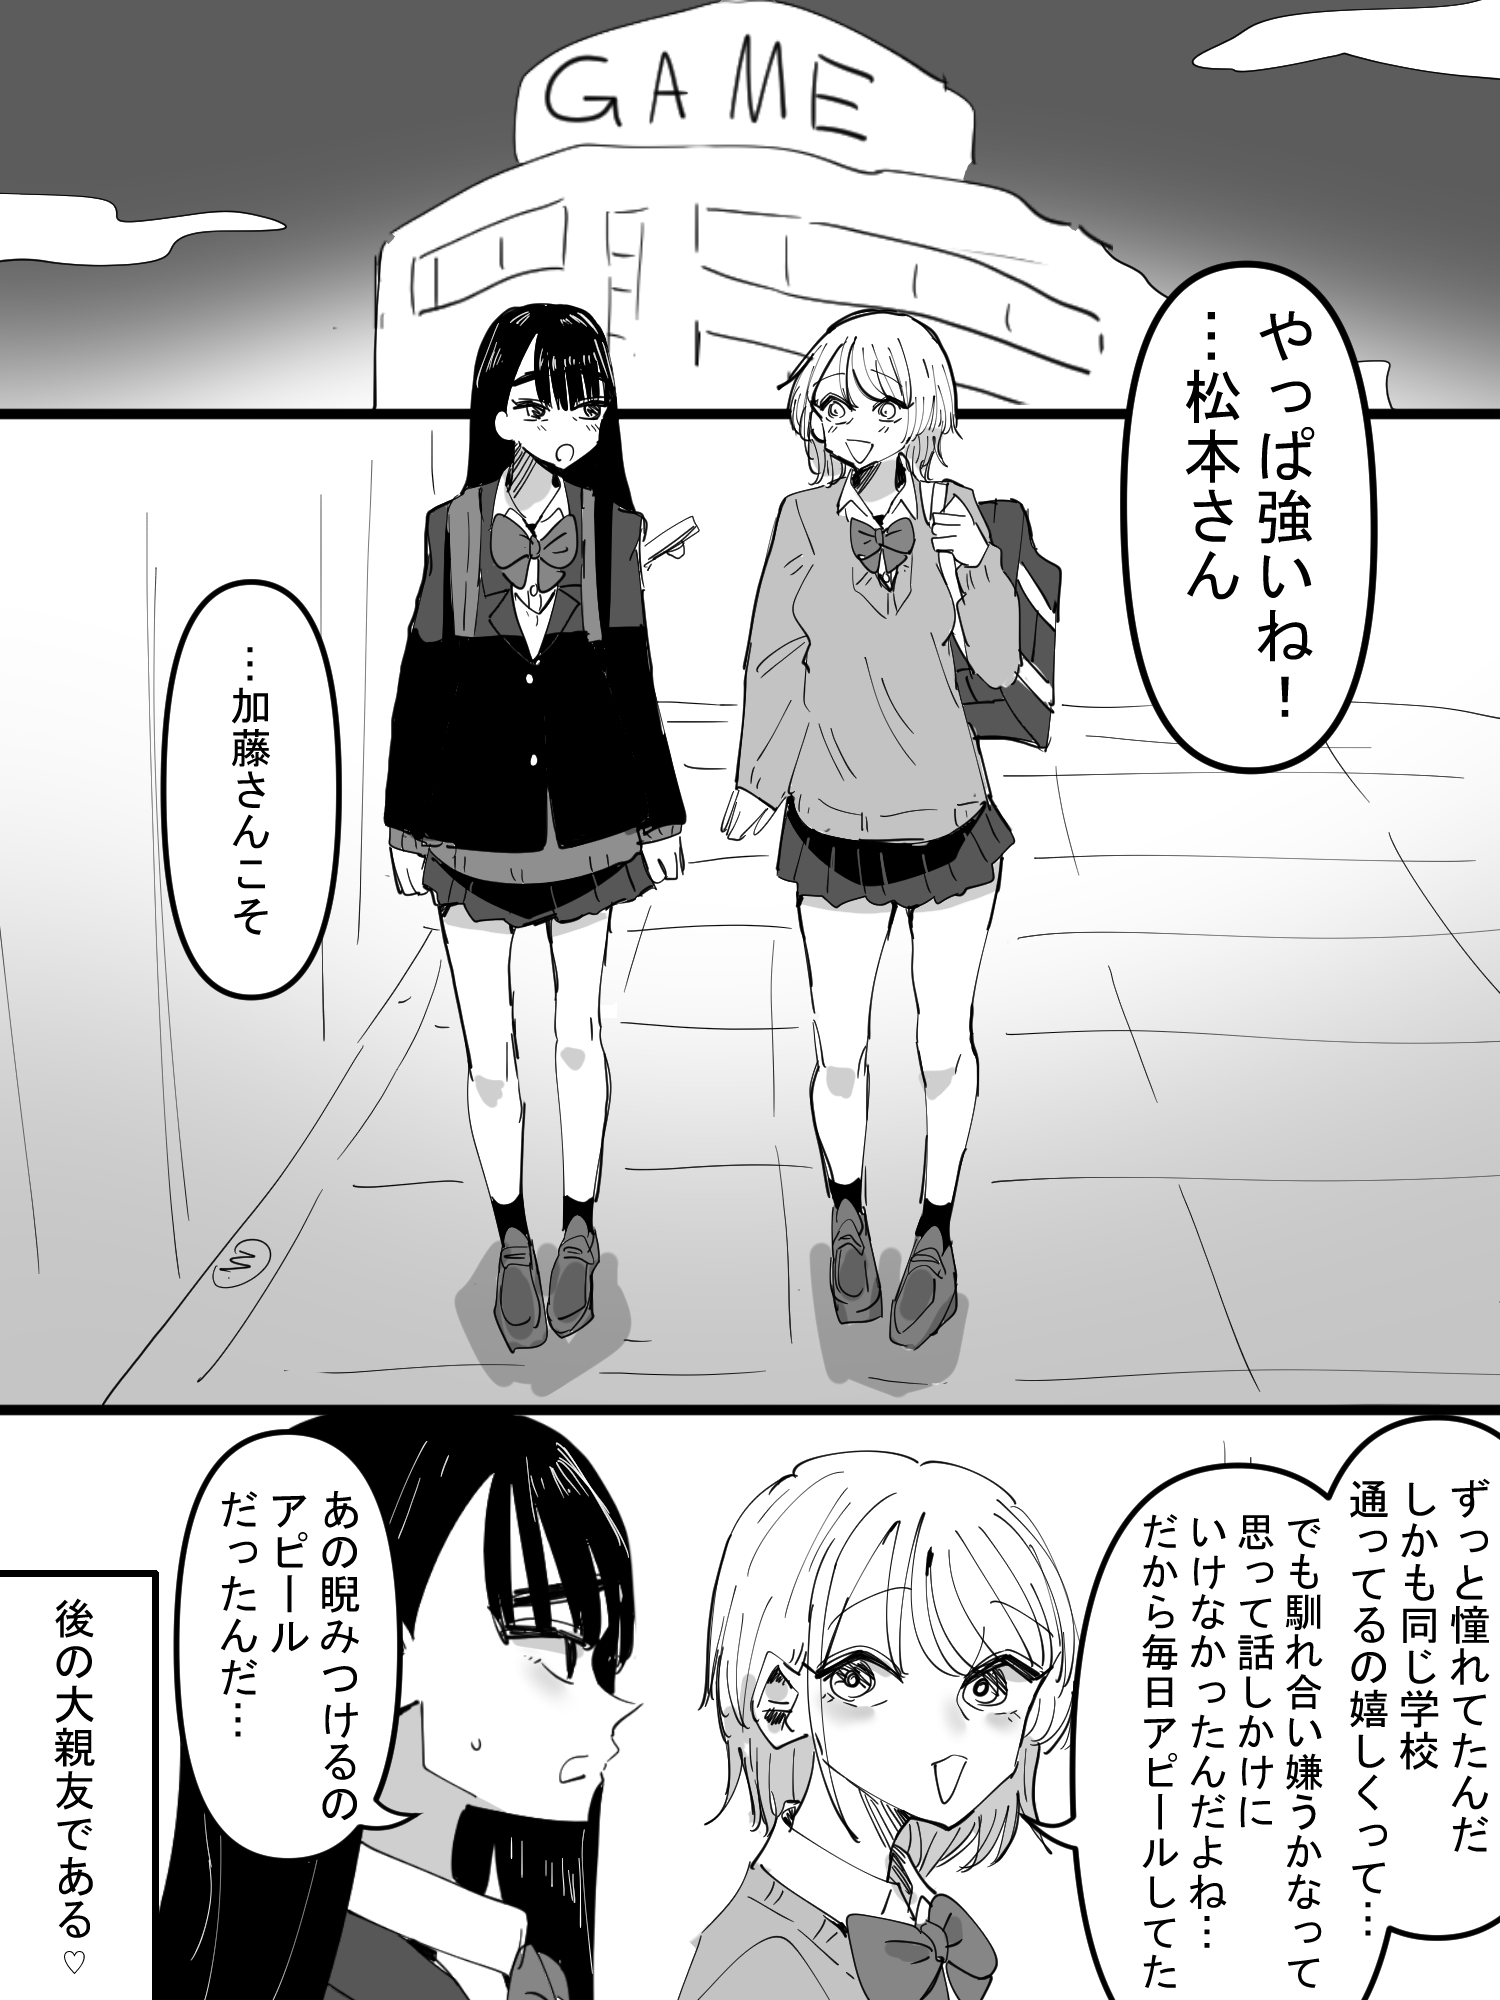 GAME
やっぱ強いね！
…松本さん
…加藤さんこそ
ずっと憧れてたんだ
しかも同じ学校
通ってるの嬉しくって…
でも馴れ合い嫌うかなって
思って話しかけに
いけなかったんだよね…
だから毎日アピールしてた
あの睨みつけるの
アピール
だったんだ…
後の大親友である♡